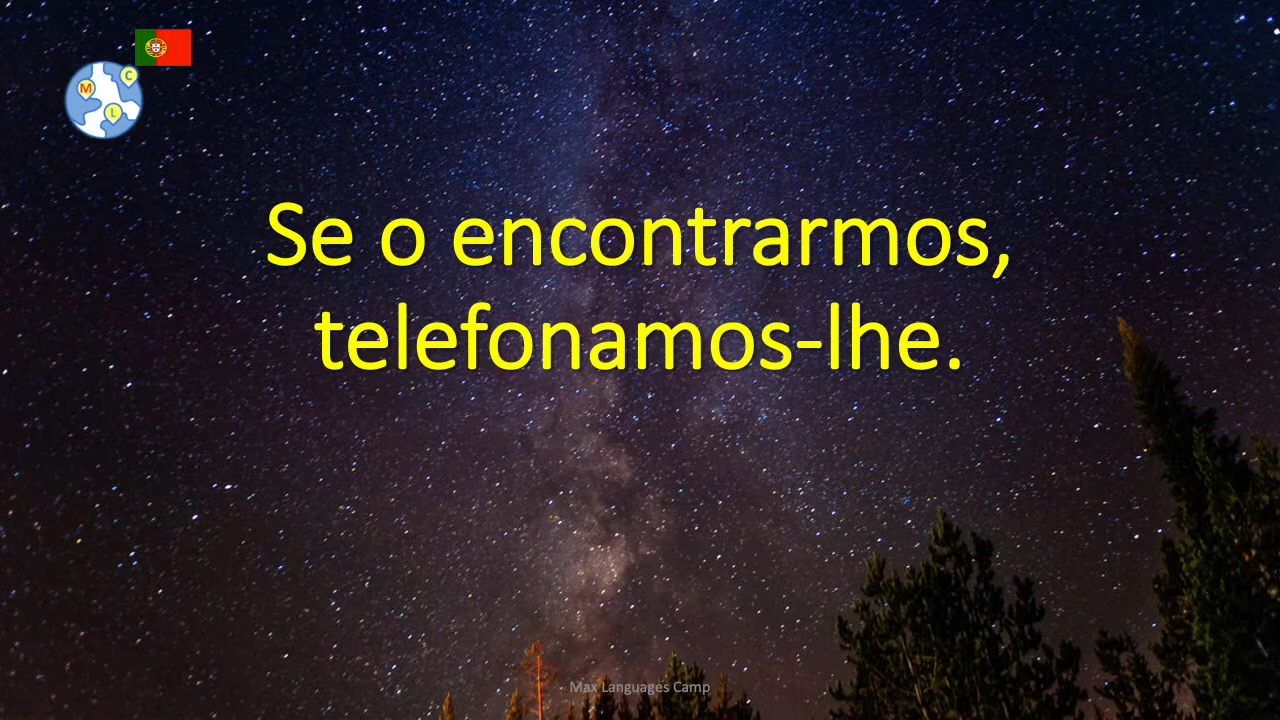 C
M
L
Se o encontrarmos,
telefonamos-lhe.
Max Languages Camp